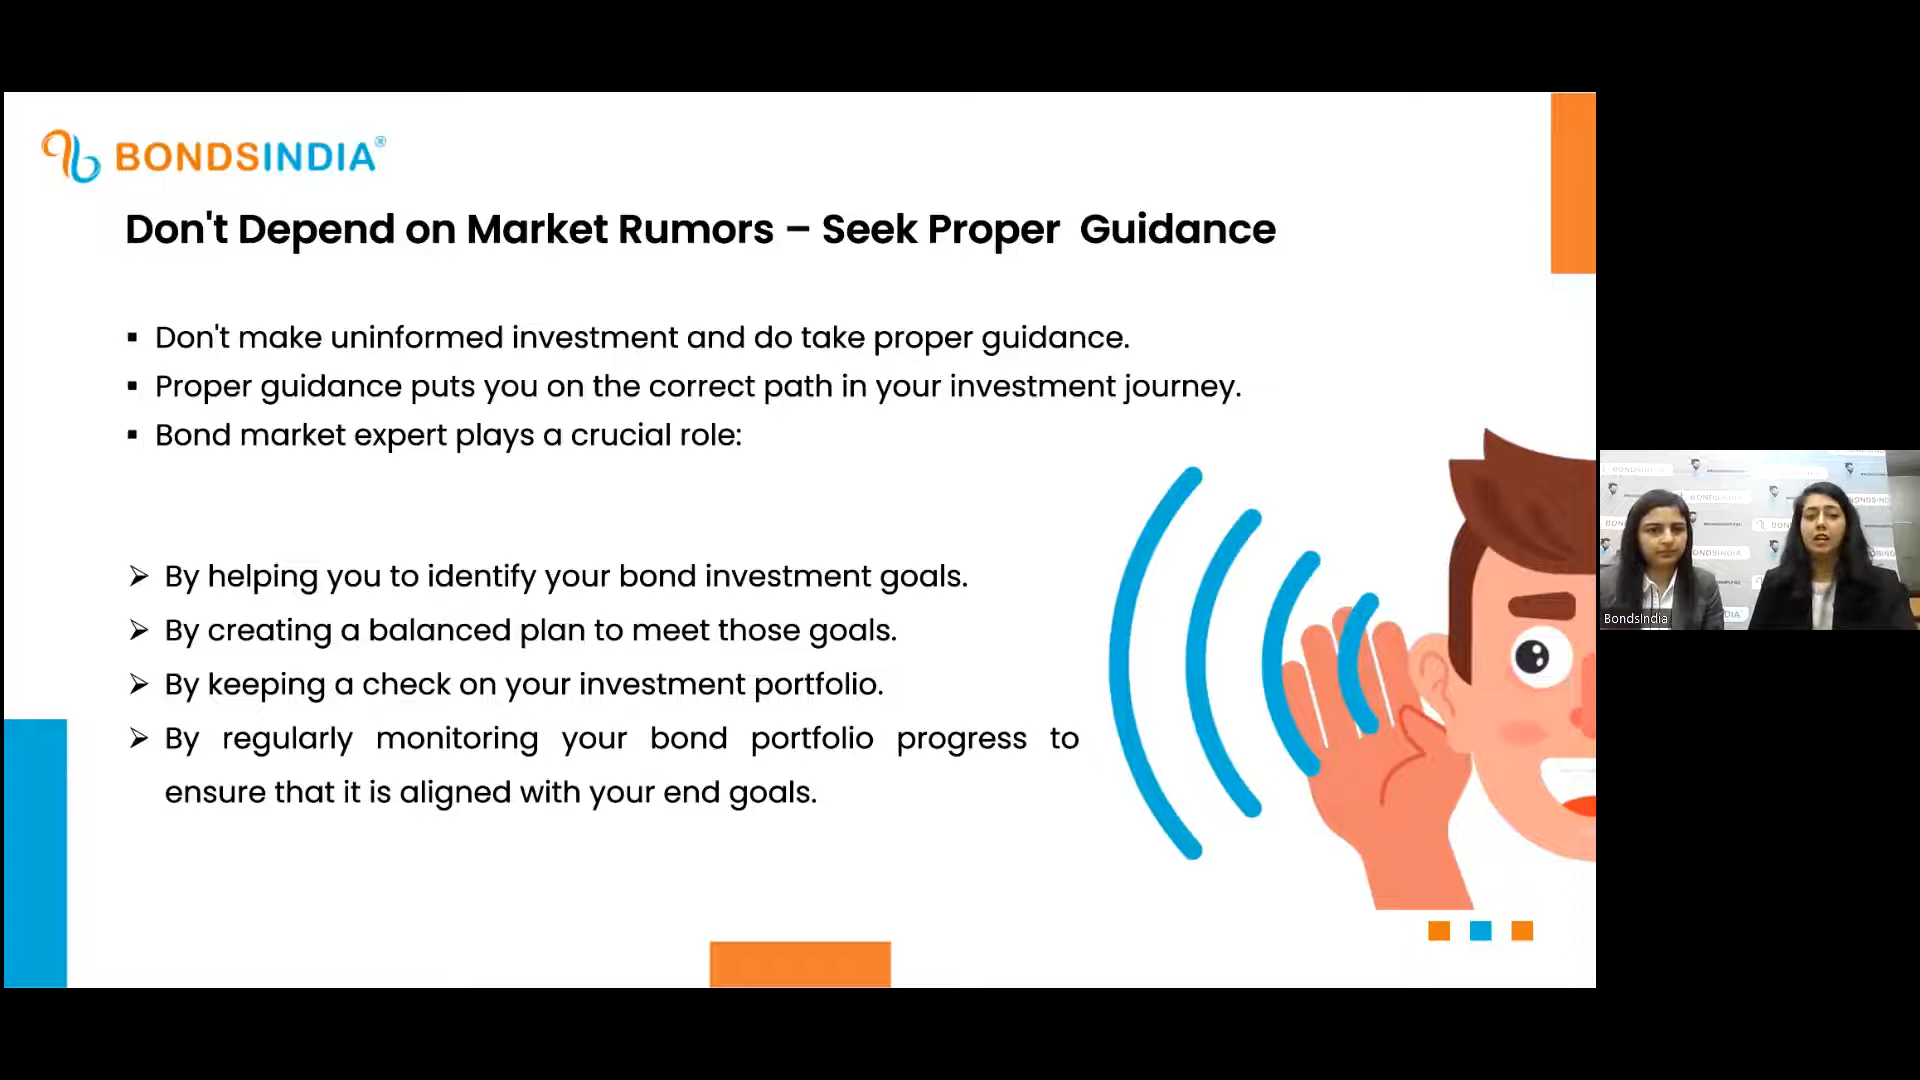 BONDSINDIA®
Don't Depend on Market Rumors – Seek Proper Guidance
▪ Don't make uninformed investment and do take proper guidance.
▪ Proper guidance puts you on the correct path in your investment journey.
▪ Bond market expert plays a crucial role:
➢ By helping you to identify your bond investment goals.
➢ By creating a balanced plan to meet those goals.
➢ By keeping a check on your investment portfolio.
➢ By regularly monitoring your bond portfolio progress to
ensure that it is aligned with your end goals.
BondsIndia